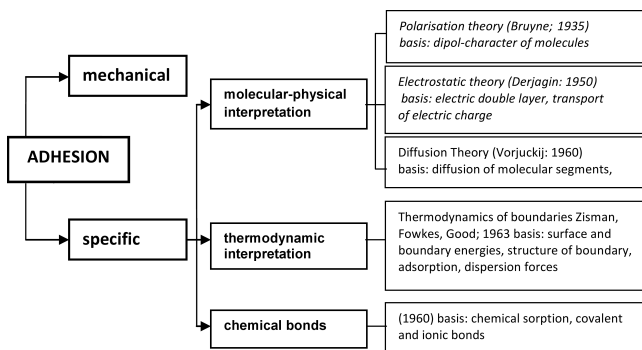 ADHESION
mechanical
specific
molecular-physical
interpretation
thermodynamic
interpretation
chemical bonds
Polarisation theory (Bruyne; 1935)
basis: dipol-character of molecules
Electrostatic theory (Derjagin: 1950)
basis: electric double layer, transport
of electric charge
Diffusion Theory (Vorjuckij: 1960)
basis: diffusion of molecular segments,
Thermodynamics of boundaries Zisman,
Fowkes, Good; 1963 basis: surface and
boundary energies, structure of boundary,
adsorption, dispersion forces
(1960) basis: chemical sorption, covalent
and ionic bonds